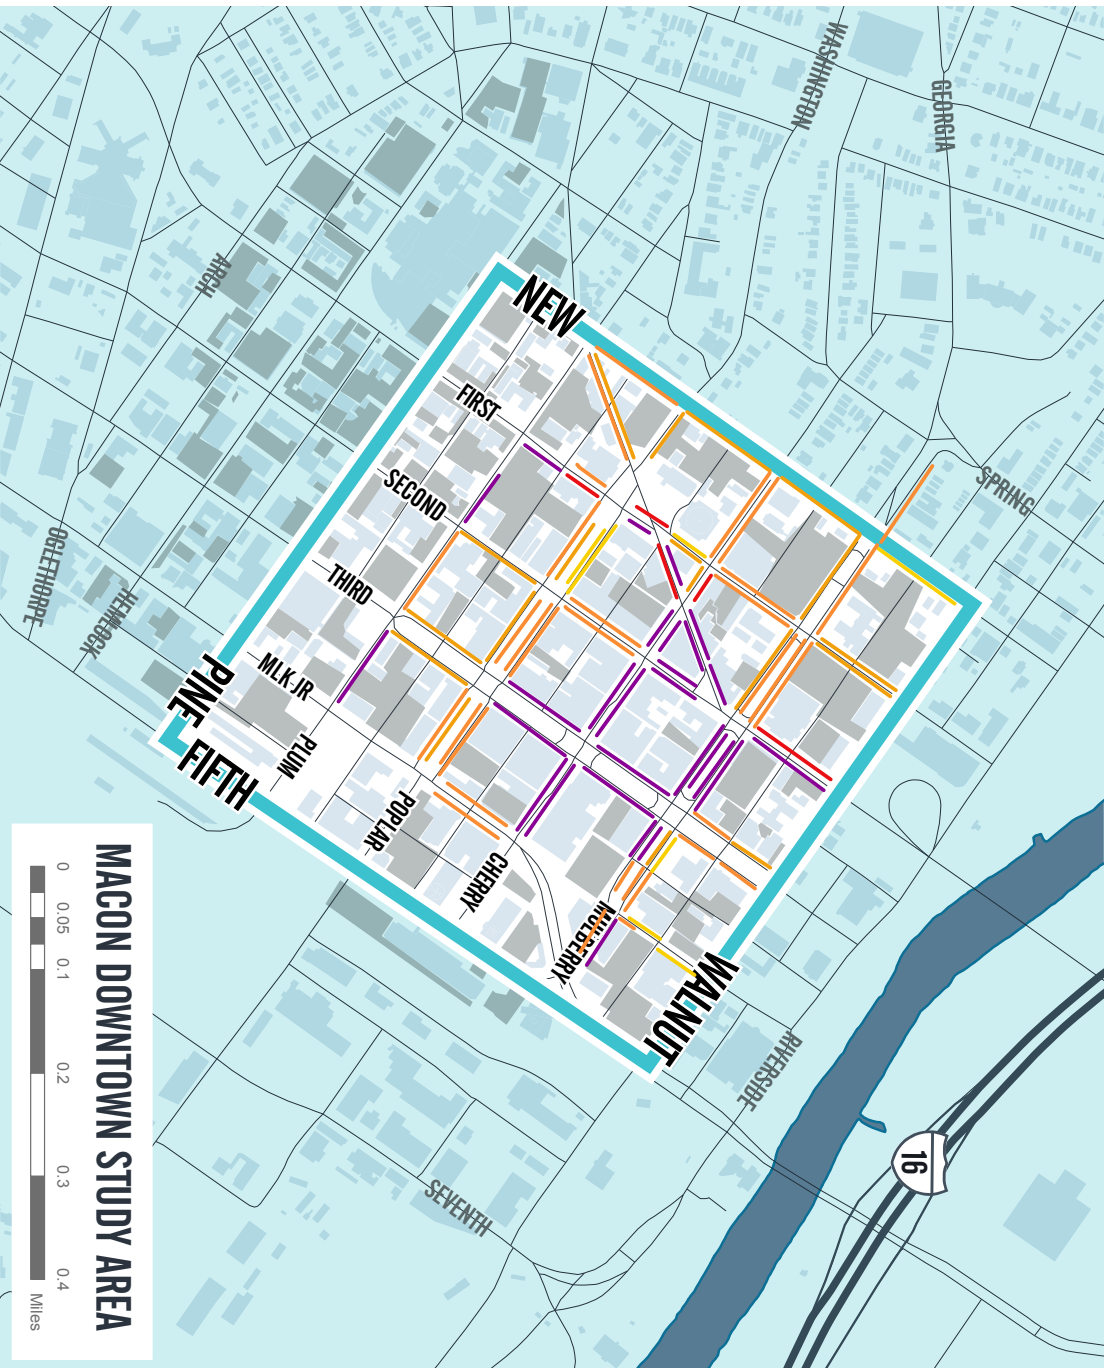 WASHINGTON
GEORGIA
ARCH
NEW
FIRST
SPRING
SECOND
OGLETHORPE
THIRD
HEMLOCK
MLK JR
PINE
FIFTH
PLUM
POPLAR
CHERRY
MULBERRY
WALNUT
RIVERSIDE
16
SEVENTH
MACON DOWNTOWN STUDY AREA
0 0.05 0.1 0.2 0.3 0.4
Miles